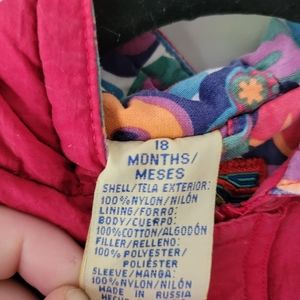 18
MONTHS/
MESES
SHELL/TELA EXTERIOR:
100%NYLON/NILÓN
LINING/FORRO:
BODY/CUERPO:
100%COTTON/ALGODÓN
FILLER/RELLENO:
100% POLYESTER/
POLIÉSTER
SLEEVE/MANGA:
100%NYLON/NILÓN
MADE IN RUSSIA
HECHO